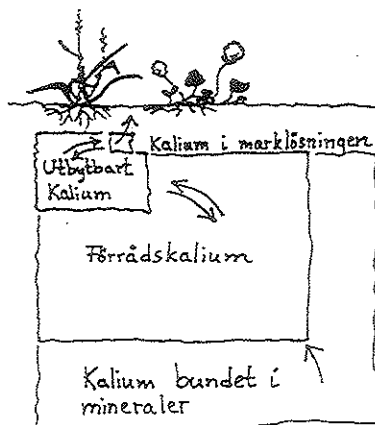 Kalium i marklösningen
Utbytbart
Kalium
Förrådskalium
Kalium bundet i
mineraler